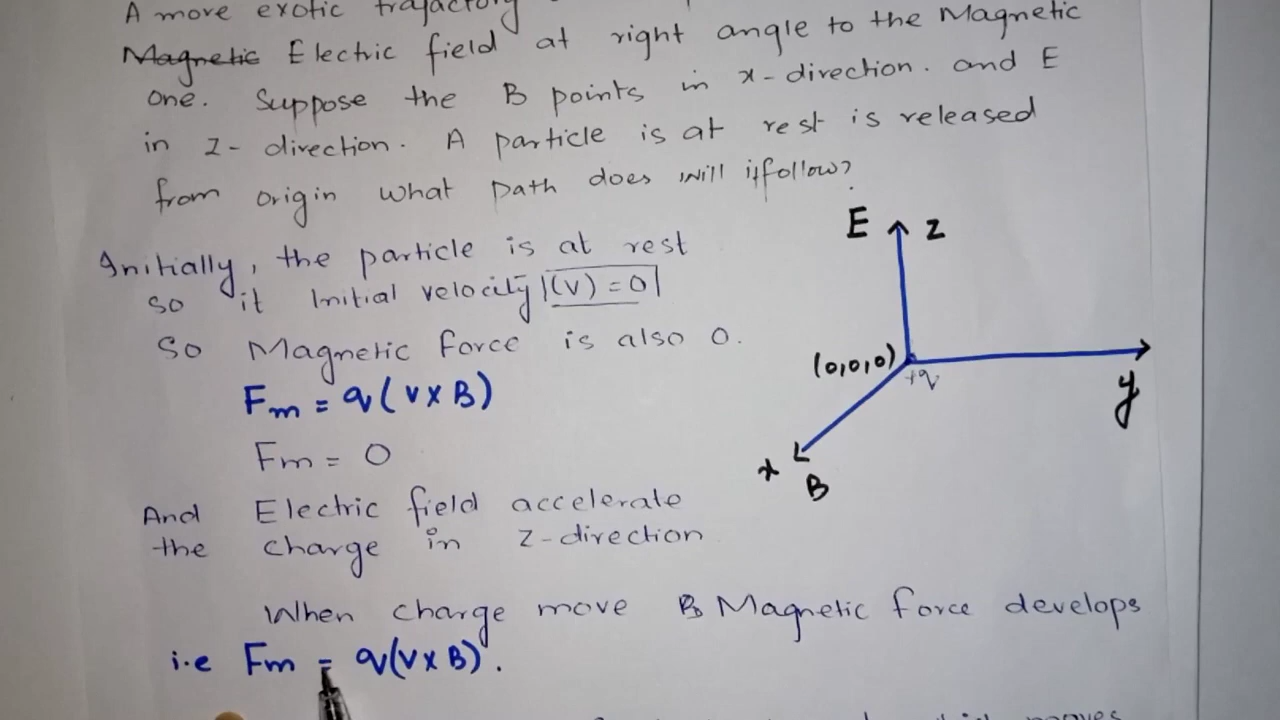 A more exotic trajactory
Magnetic Electric field at right angle to the Magnetic
one. Suppose the B points in x-direction. and E
in z-direction. A particle is at rest is released
from origin what path does will it follow?
Initially, the particle is at rest
so it Initial velocity |(v) = 0|
So Magnetic force is also 0.
Fm = q(v×B)
Fm = 0
And Electric field accelerate
the charge in z-direction
When charge move B Magnetic force develops
i.e Fm = q(v×B).
E z
(0,0,0)
+q
y
x
B
moves